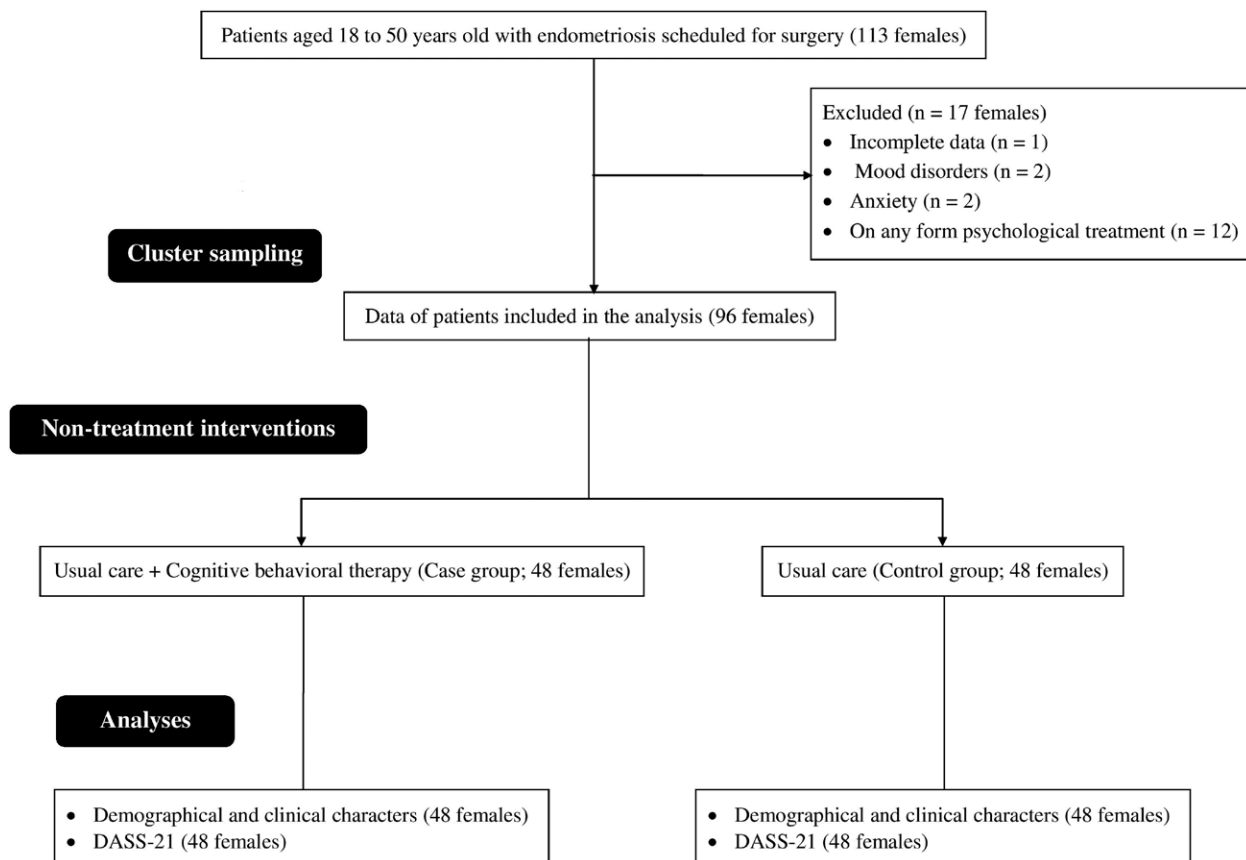 Patients aged 18 to 50 years old with endometriosis scheduled for surgery (113 females)
Excluded (n = 17 females)
• Incomplete data (n = 1)
• Mood disorders (n = 2)
• Anxiety (n = 2)
• On any form psychological treatment (n = 12)
Cluster sampling
Data of patients included in the analysis (96 females)
Non-treatment interventions
Usual care + Cognitive behavioral therapy (Case group; 48 females)
Usual care (Control group; 48 females)
Analyses
• Demographical and clinical characters (48 females)
• DASS-21 (48 females)
• Demographical and clinical characters (48 females)
• DASS-21 (48 females)